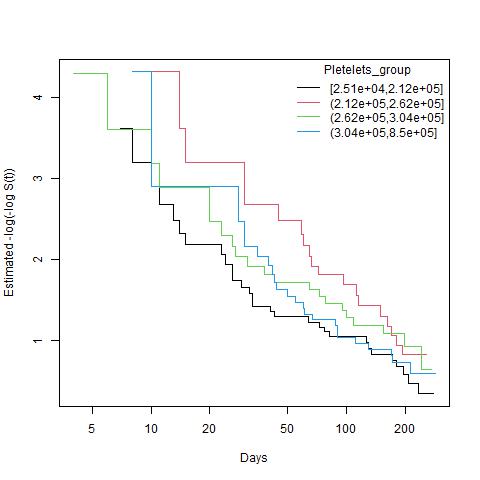 Pletelets_group
[2.51e+04,2.12e+05]
(2.12e+05,2.62e+05]
(2.62e+05,3.04e+05]
(3.04e+05,8.5e+05]
Estimated -log(-log S(t))
4
3
2
1
5 10 20 50 100 200
Days